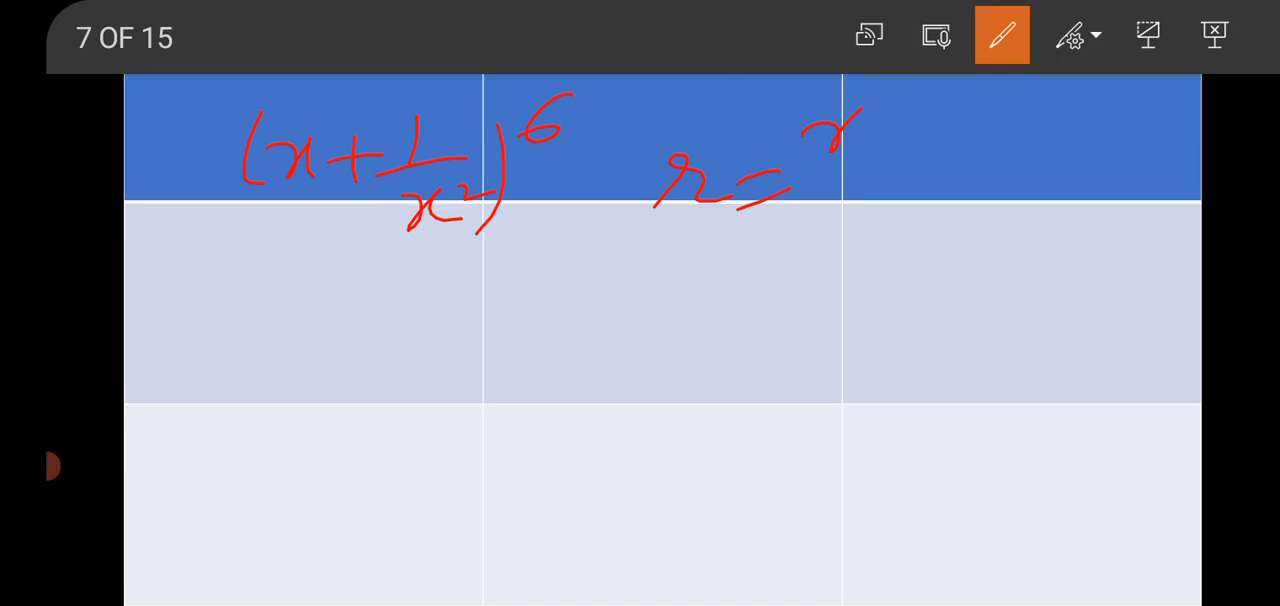 7 OF 15
(x + 1/x²)⁶ r =